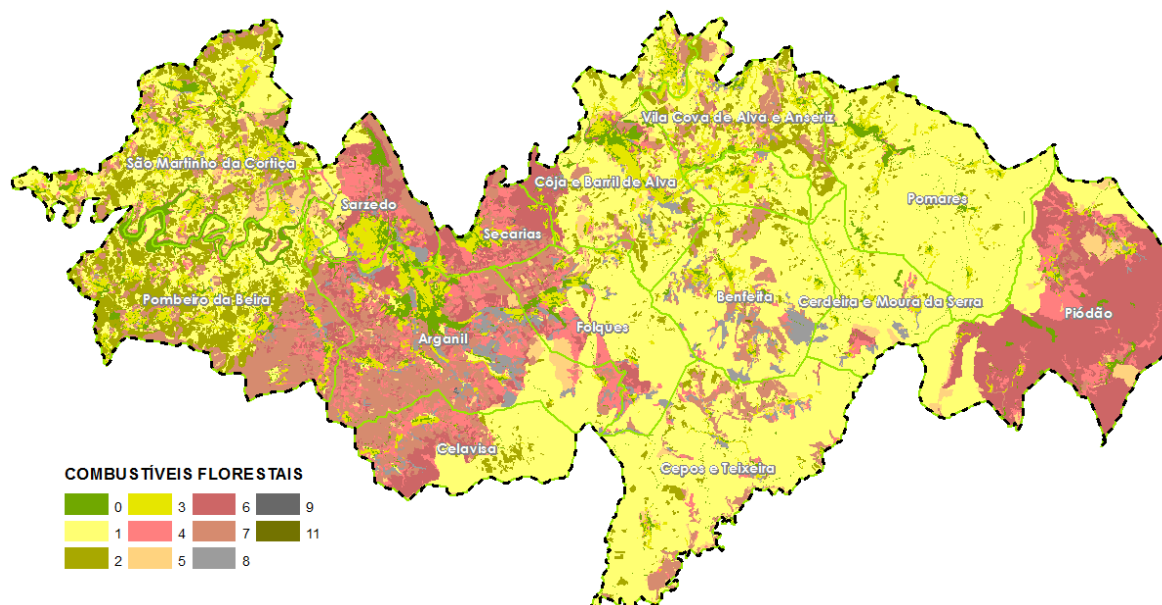 Vila Cova de Alva e Anseriz
São Martinho da Cortiça
Côja e Barril de Alva
Pomares
Sarzedo
Secarias
Pombeiro da Beira
Benfeita
Cerdeira e Moura da Serra
Piódão
Folques
Arganil
Celavisa
Cepos e Teixeira
COMBUSTÍVEIS FLORESTAIS
0 3 6 9
1 4 7 11
2 5 8